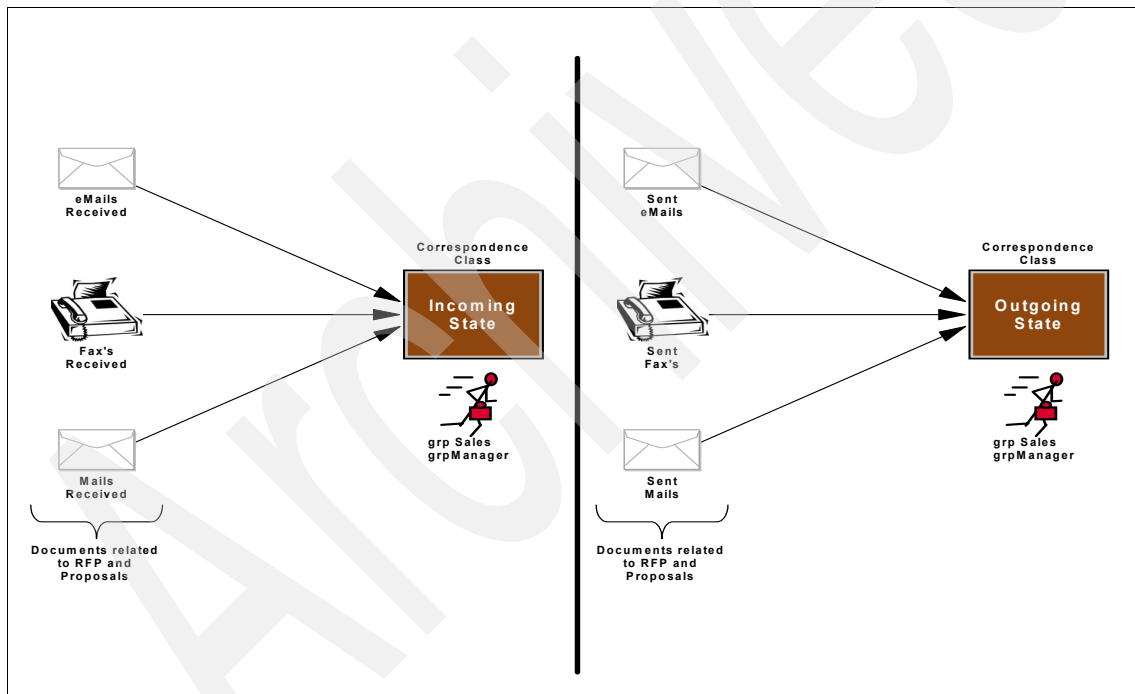 eMails
Received
Correspondence
Class
Incoming
State
Fax's
Received
grp Sales
grpManager
Mails
Received
Documents related
to RFP and
Proposals
Sent
eMails
Correspondence
Class
Outgoing
State
Sent
Fax's
grp Sales
grpManager
Sent
Mails
Documents related
to RFP and
Proposals
Archived